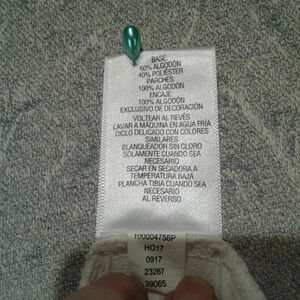 BASE:
60% ALGODÓN
40% POLIÉSTER
PARCHES:
100% ALGODÓN
ENCAJE:
100% ALGODÓN
EXCLUSIVO DE DECORACIÓN
VOLTEAR AL REVÉS
LAVAR A MÁQUINA EN AGUA FRÍA
CICLO DELICADO CON COLORES
SIMILARES
BLANQUEADOR SIN CLORO
SOLAMENTE CUANDO SEA
NECESARIO
SECAR EN SECADORA A
TEMPERATURA BAJA
PLANCHA TIBIA CUANDO SEA
NECESARIO
AL REVERSO
100004756P
HO17
0917
23267
39065